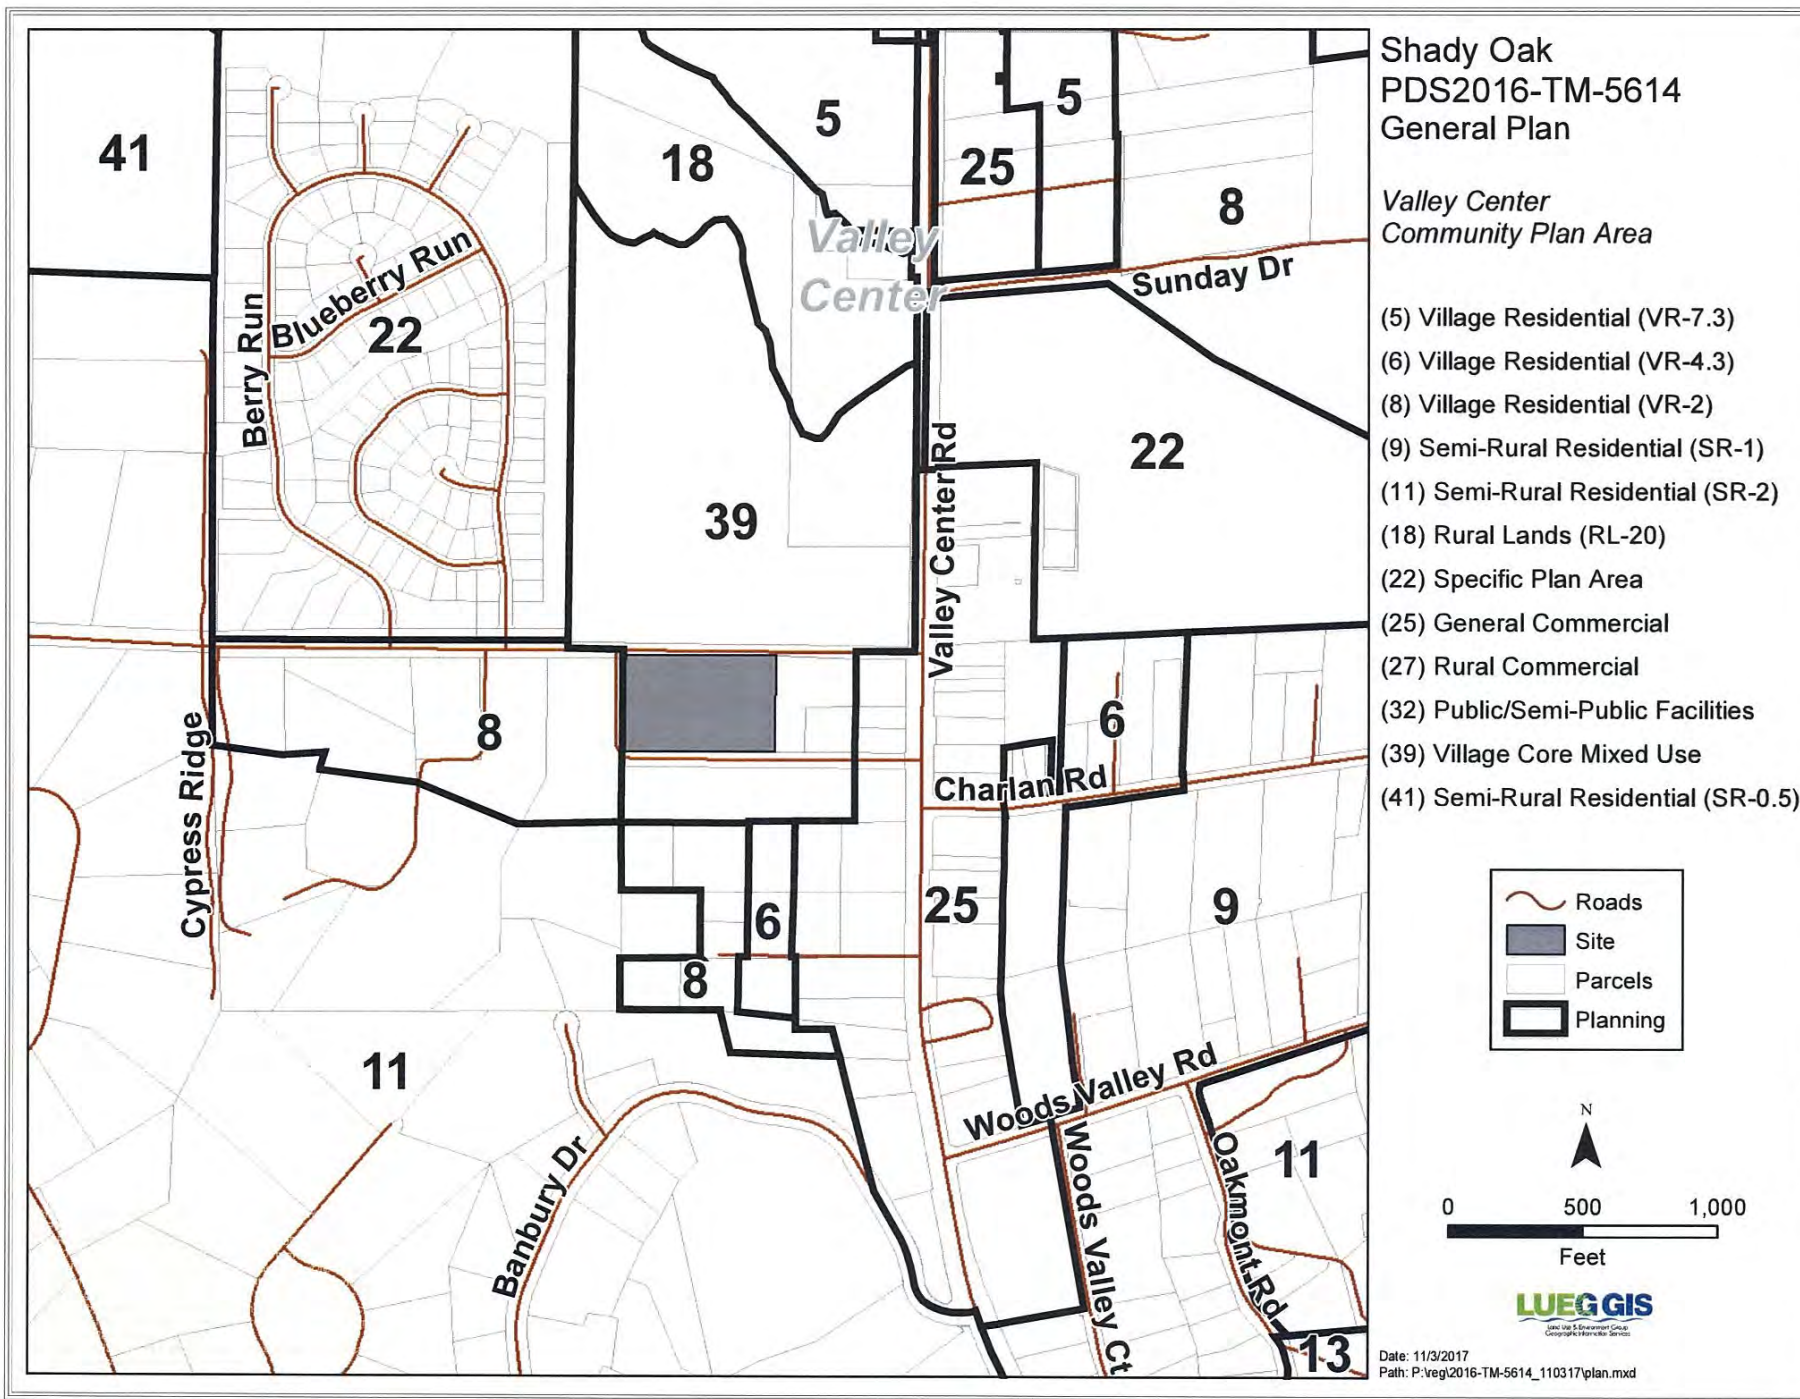 Shady Oak
PDS2016-TM-5614
General Plan
Valley Center
Community Plan Area
(5) Village Residential (VR-7.3)
(6) Village Residential (VR-4.3)
(8) Village Residential (VR-2)
(9) Semi-Rural Residential (SR-1)
(11) Semi-Rural Residential (SR-2)
(18) Rural Lands (RL-20)
(22) Specific Plan Area
(25) General Commercial
(27) Rural Commercial
(32) Public/Semi-Public Facilities
(39) Village Core Mixed Use
(41) Semi-Rural Residential (SR-0.5)
Roads
Site
Parcels
Planning
N
0 500 1,000
Feet
LUEG GIS
Land Use & Environment Group
Geographic Information Services
Date: 11/3/2017
Path: P:\reg\2016-TM-5614_110317\plan.mxd
41
18
5
5
25
8
Valley
Center
Sunday Dr
Blueberry Run
22
Berry Run
39
22
Valley Center Rd
8
6
Cypress Ridge
Charlan Rd
25
9
6
8
11
Woods Valley Rd
Banbury Dr
Woods Valley Ct
Oakmont Rd
11
13